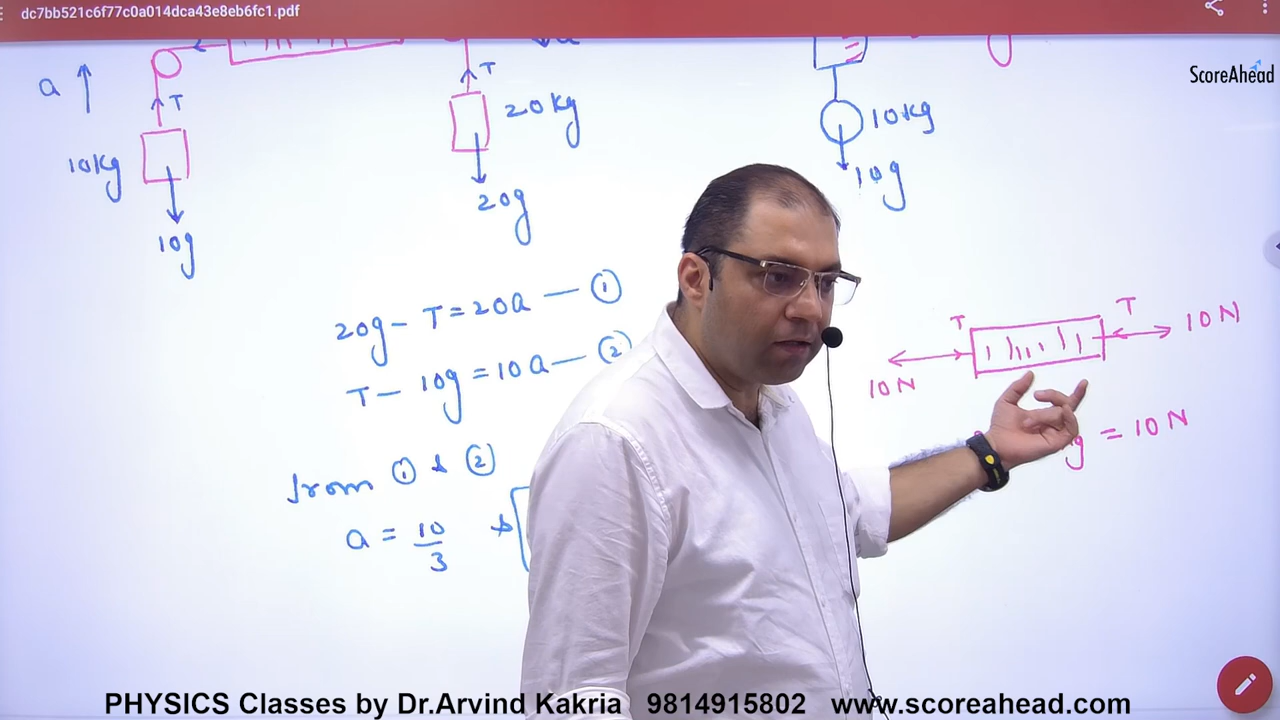 dc7bb521c6f77c0a014dca43e8eb6fc1.pdf
ScoreAhead
a
T
10kg
10g
T
20kg
20g
10kg
10g
20g - T = 20a — ①
T - 10g = 10a — ②
from ① & ②
a = 10/3 &
T
T
10 N
10 N
g = 10 N
PHYSICS Classes by Dr.Arvind Kakria 9814915802 www.scoreahead.com